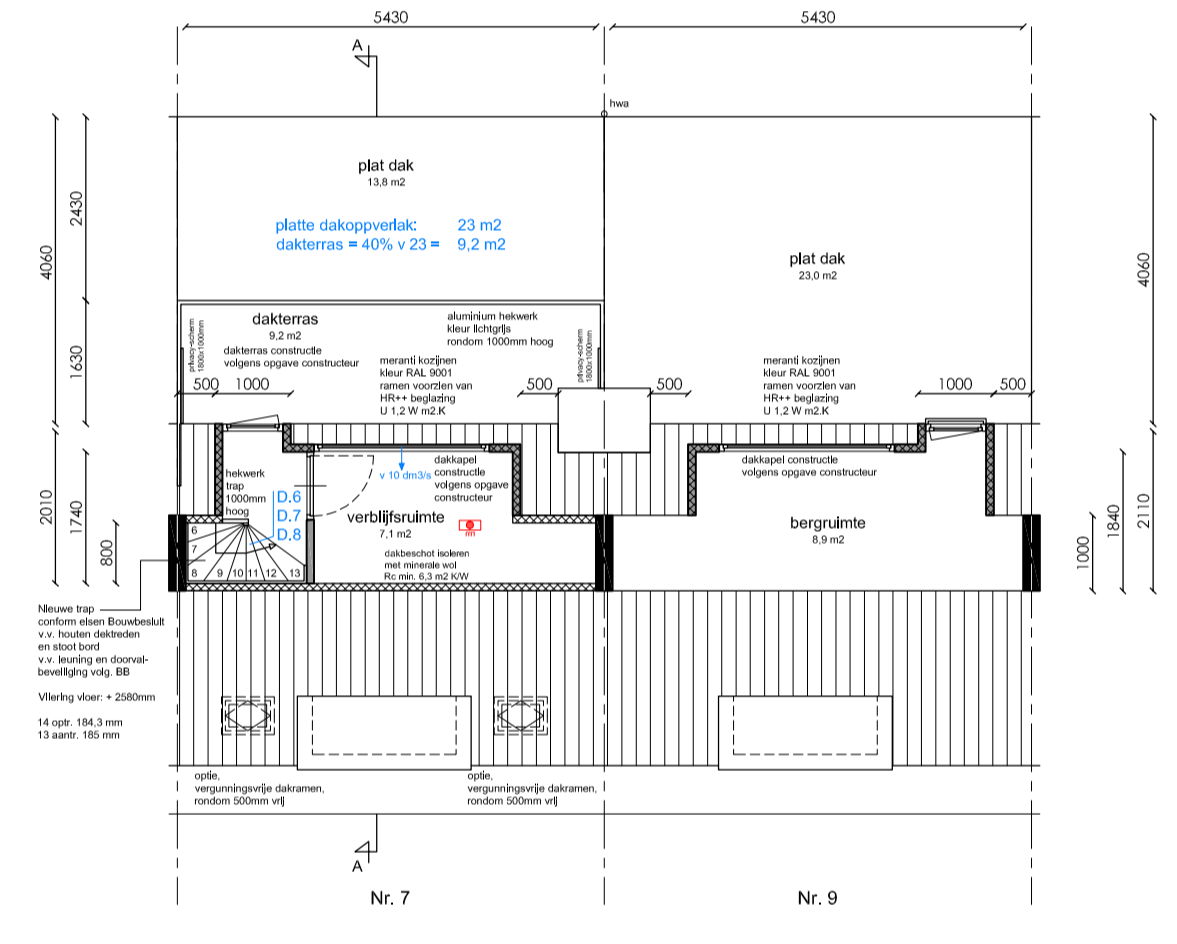 5430
5430
A
hwa
plat dak
13,8 m2
platte dakoppverlak: 23 m2
dakterras = 40% v 23 = 9,2 m2
plat dak
23,0 m2
4060
2430
1630
4060
dakterras
9,2 m2
dakterras constructie
volgens opgave constructeur
privacy-scherm
1800x1000mm
aluminium hekwerk
kleur lichtgrijs
rondom 1000mm hoog
privacy-scherm
1800x1000mm
meranti kozijnen
kleur RAL 9001
ramen voorzien van
HR++ beglazing
U 1,2 W m2.K
meranti kozijnen
kleur RAL 9001
ramen voorzien van
HR++ beglazing
U 1,2 W m2.K
500
1000
500
500
1000
500
2010
1740
800
hekwerk
trap
1000mm
hoog
D.6
D.7
D.8
v 10 dm3/s
dakkapel
constructie
volgens opgave
constructeur
dakkapel constructie
volgens opgave constructeur
verblijfsruimte
7,1 m2
dakbeschot isoleren
met minerale wol
Rc min. 6,3 m2 K/W
bergruimte
8,9 m2
6
7
8
9
10
11
12
13
1000
1840
2110
Nieuwe trap
conform eisen Bouwbesluit
v.v. houten dektreden
en stoot bord
v.v. leuning en doorval-
beveiliging volg. BB
Vliering vloer: + 2580mm
14 optr. 184,3 mm
13 aantr. 185 mm
optie,
vergunningsvrije dakramen,
rondom 500mm vrij
optie,
vergunningsvrije dakramen,
rondom 500mm vrij
A
Nr. 7
Nr. 9